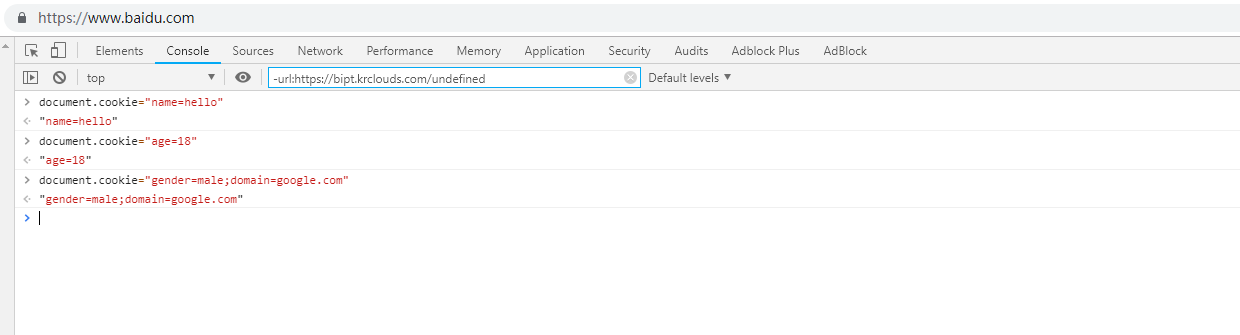 https://www.baidu.com
Elements Console Sources Network Performance Memory Application Security Audits Adblock Plus AdBlock
top ▼ -url:https://bipt.krclouds.com/undefined Default levels ▼
> document.cookie="name=hello"
"name=hello"
> document.cookie="age=18"
"age=18"
> document.cookie="gender=male;domain=google.com"
"gender=male;domain=google.com"
>